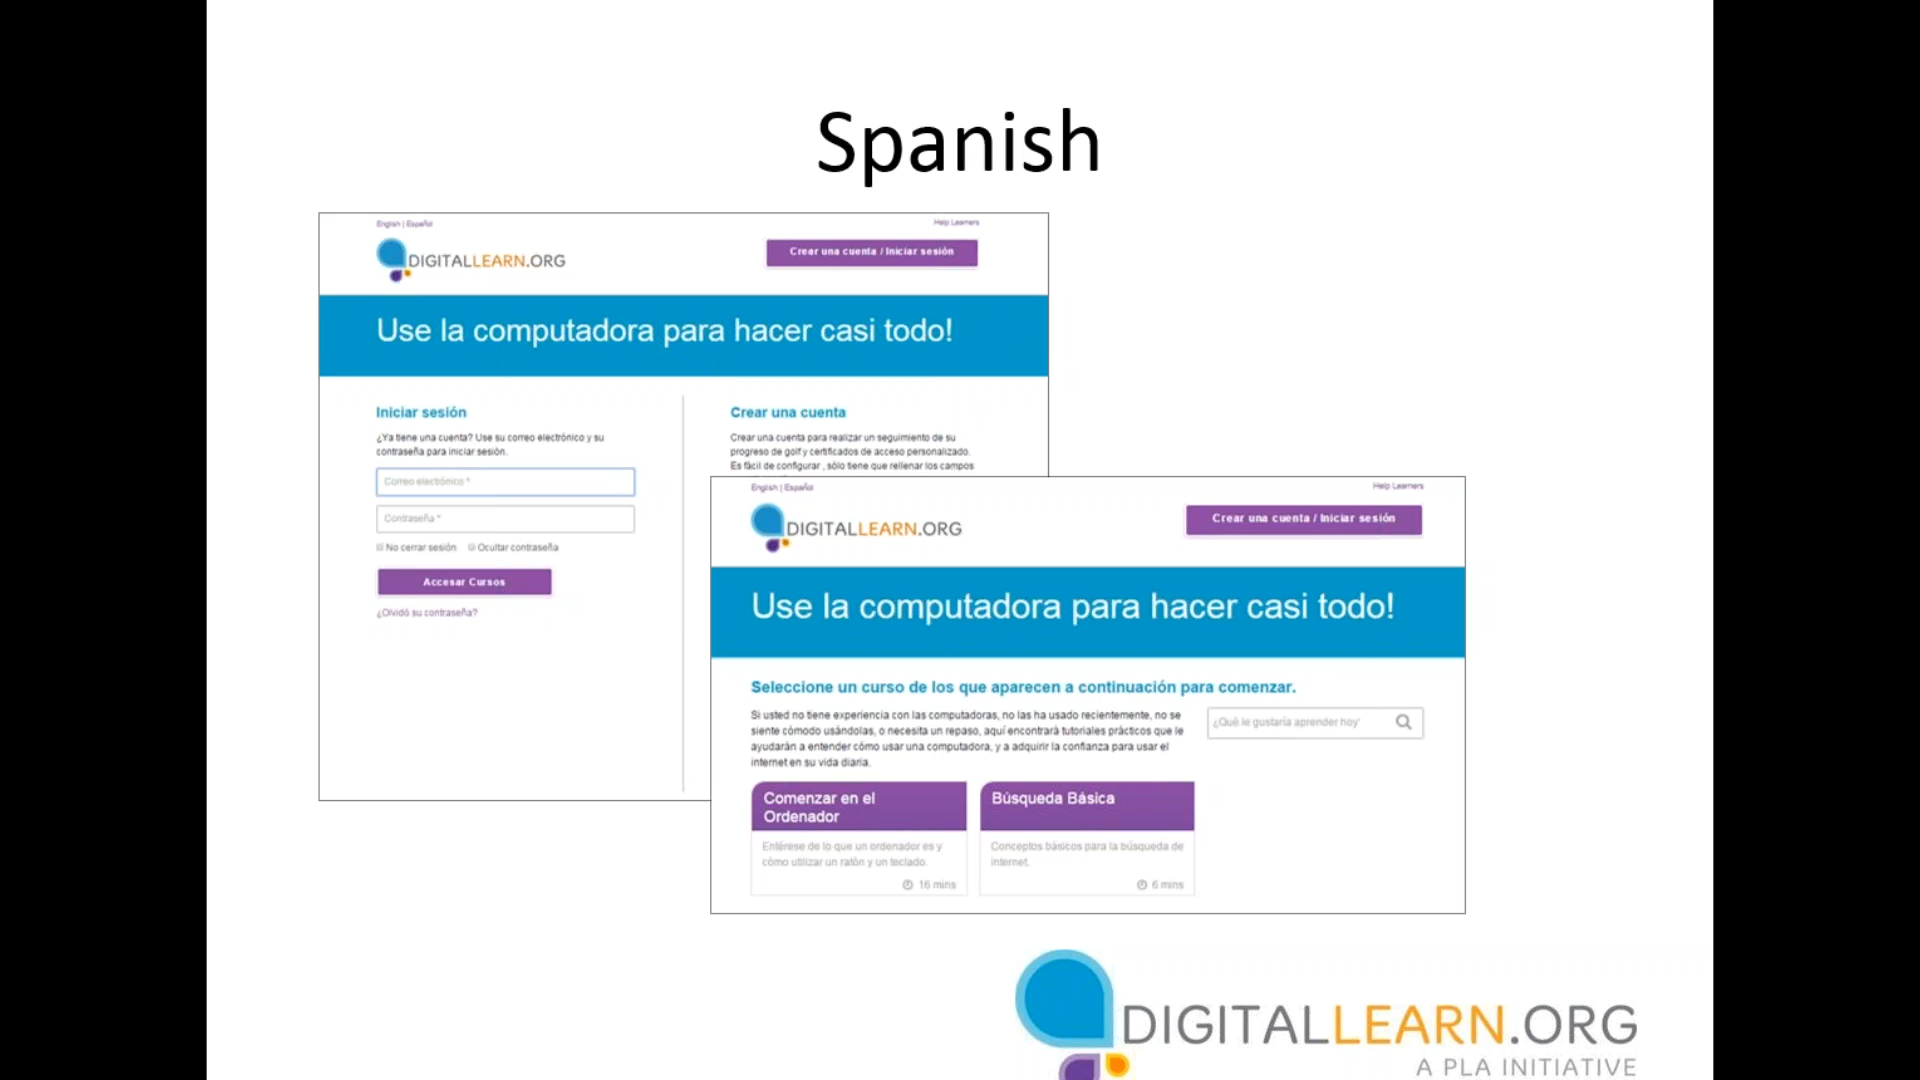 Spanish
English | Español
Help Learners
DIGITALLEARN.ORG
Crear una cuenta / Iniciar sesión
Use la computadora para hacer casi todo!
Iniciar sesión
¿Ya tiene una cuenta? Use su correo electrónico y su
contraseña para iniciar sesión.
Correo electrónico *
Contraseña *
No cerrar sesión
Ocultar contraseña
Accesar Cursos
¿Olvidó su contraseña?
Crear una cuenta
Crear una cuenta para realizar un seguimiento de su
progreso de golf y certificados de acceso personalizado.
Es fácil de configurar , sólo tiene que rellenar los campos
English | Español
Help Learners
DIGITALLEARN.ORG
Crear una cuenta / Iniciar sesión
Use la computadora para hacer casi todo!
Seleccione un curso de los que aparecen a continuación para comenzar.
Si usted no tiene experiencia con las computadoras, no las ha usado recientemente, no se
siente cómodo usándolas, o necesita un repaso, aquí encontrará tutoriales prácticos que le
ayudarán a entender cómo usar una computadora, y a adquirir la confianza para usar el
internet en su vida diaria.
¿Qué le gustaría aprender hoy'
Comenzar en el
Ordenador
Entérese de lo que un ordenador es y
cómo utilizar un ratón y un teclado.
16 mins
Búsqueda Básica
Conceptos básicos para la búsqueda de
internet.
6 mins
DIGITALLEARN.ORG
A PLA INITIATIVE